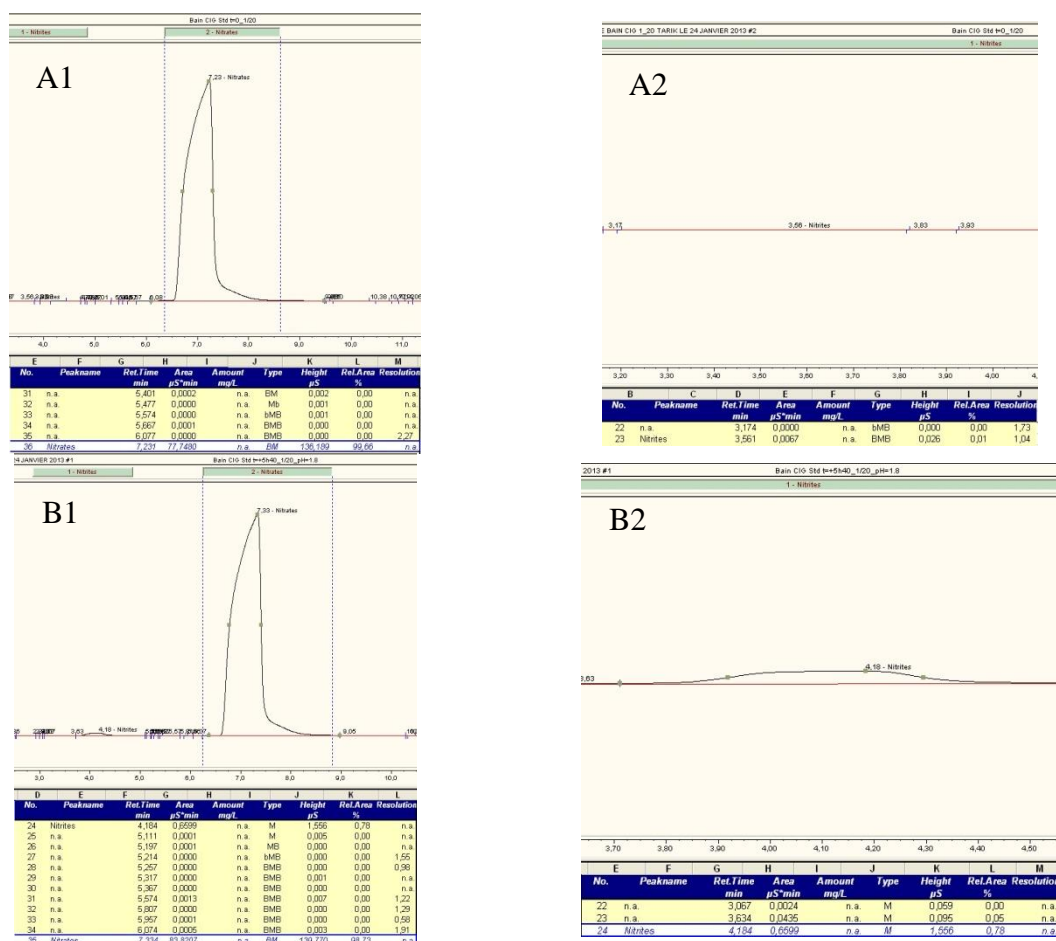 Bain CIG Std t=0_1/20
1 - Nitrites
2 - Nitrates
A1
7,23 - Nitrates
6,08
10,38
4,0 5,0 6,0 7,0 8,0 9,0 10,0 11,0
E F G H I J K L M
No. Peakname Ret.Time Area Amount Type Height Rel.Area Resolution
min µS*min mg/L µS %
31 n.a. 5,401 0,0002 n.a. BM 0,002 0,00 n.a.
32 n.a. 5,477 0,0000 n.a. Mb 0,000 0,00 n.a.
33 n.a. 5,574 0,0000 n.a. bMB 0,001 0,00 n.a.
34 n.a. 5,667 0,0001 n.a. BMB 0,000 0,00 n.a.
35 n.a. 6,077 0,0000 n.a. BMB 0,000 0,00 2,27
36 Nitrates 7,231 77,7480 n.a. BM 136,189 99,66 n.a.
E BAIN CIG 1_20 TARIK LE 24 JANVIER 2013 #2 Bain CIG Std t=0_1/20
1 - Nitrites
A2
3,17 3,56 - Nitrites 3,83 3,93
3,20 3,30 3,40 3,50 3,60 3,70 3,80 3,90 4,00 4,
B C D E F G H I J
No. Peakname Ret.Time Area Amount Type Height Rel.Area Resolution
min µS*min mg/L µS %
22 n.a. 3,174 0,0000 n.a. bMB 0,000 0,00 1,73
23 Nitrites 3,561 0,0067 n.a. BMB 0,026 0,01 1,04
24 JANVIER 2013 #1 Bain CIG Std t=+5h40_1/20_pH=1.8
1 - Nitrites
2 - Nitrates
B1
7,33 - Nitrates
3,63 4,18 - Nitrites
9,05
3,0 4,0 5,0 6,0 7,0 8,0 9,0 10,0
D E F G H I J K L
No. Peakname Ret.Time Area Amount Type Height Rel.Area Resolution
min µS*min mg/L µS %
24 Nitrites 4,184 0,6599 n.a. M 1,556 0,78 n.a.
25 n.a. 5,111 0,0001 n.a. M 0,005 0,00 n.a.
26 n.a. 5,197 0,0001 n.a. MB 0,000 0,00 n.a.
27 n.a. 5,214 0,0000 n.a. bMB 0,000 0,00 1,55
28 n.a. 5,257 0,0000 n.a. BMB 0,000 0,00 0,98
29 n.a. 5,317 0,0001 n.a. BMB 0,001 0,00 n.a.
30 n.a. 5,367 0,0000 n.a. BMB 0,000 0,00 n.a.
31 n.a. 5,574 0,0013 n.a. BMB 0,007 0,00 1,22
32 n.a. 5,807 0,0000 n.a. BMB 0,000 0,00 1,29
33 n.a. 5,957 0,0001 n.a. BMB 0,000 0,00 0,58
34 n.a. 6,074 0,0005 n.a. BMB 0,003 0,00 1,91
35 Nitrates 7,334 83,8207 n.a. BM 139,770 98,73 n.a.
2013 #1 Bain CIG Std t=+5h40_1/20_pH=1.8
1 - Nitrites
B2
4,18 - Nitrites
3,63
3,70 3,80 3,90 4,00 4,10 4,20 4,30 4,40 4,50
E F G H I J K L M
No. Peakname Ret.Time Area Amount Type Height Rel.Area Resolution
min µS*min mg/L µS %
22 n.a. 3,067 0,0024 n.a. M 0,059 0,00 n.a.
23 n.a. 3,634 0,0435 n.a. M 0,095 0,05 n.a.
24 Nitrites 4,184 0,6599 n.a. M 1,556 0,78 n.a.